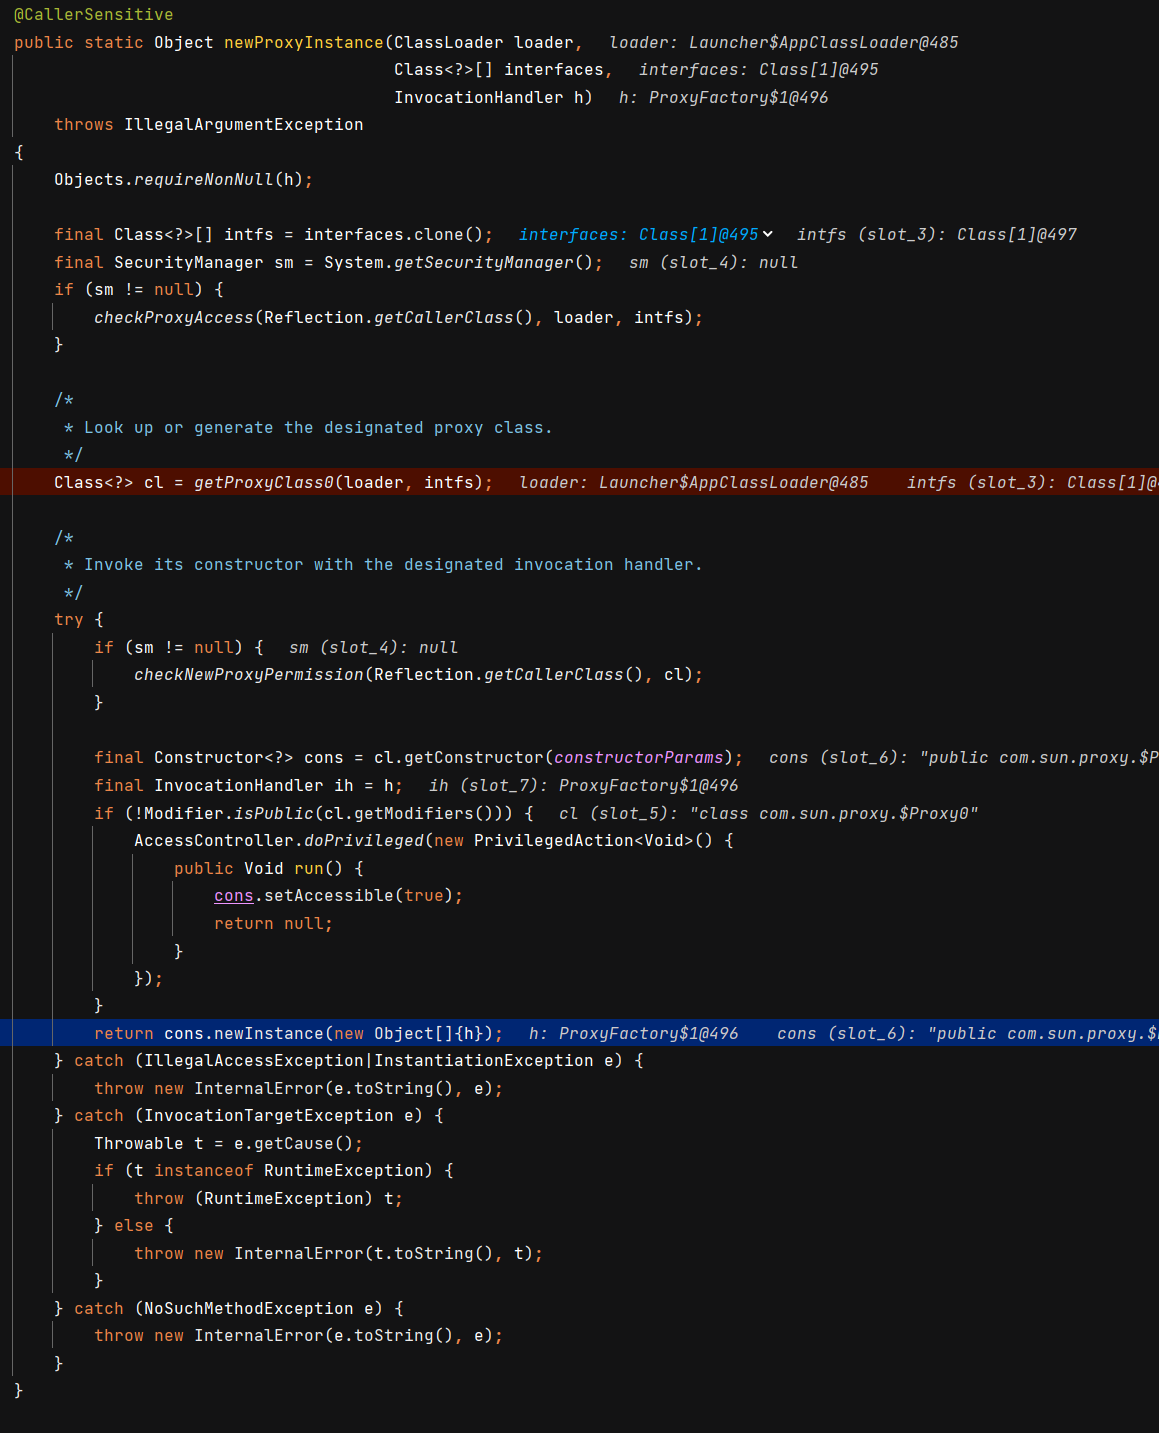 @CallerSensitive
public static Object newProxyInstance(ClassLoader loader,   loader: Launcher$AppClassLoader@485
                                      Class<?>[] interfaces,   interfaces: Class[1]@495
                                      InvocationHandler h)   h: ProxyFactory$1@496
    throws IllegalArgumentException
{
    Objects.requireNonNull(h);

    final Class<?>[] intfs = interfaces.clone();   interfaces: Class[1]@495   intfs (slot_3): Class[1]@497
    final SecurityManager sm = System.getSecurityManager();   sm (slot_4): null
    if (sm != null) {
        checkProxyAccess(Reflection.getCallerClass(), loader, intfs);
    }

    /*
     * Look up or generate the designated proxy class.
     */
    Class<?> cl = getProxyClass0(loader, intfs);   loader: Launcher$AppClassLoader@485    intfs (slot_3): Class[1]@

    /*
     * Invoke its constructor with the designated invocation handler.
     */
    try {
        if (sm != null) {   sm (slot_4): null
            checkNewProxyPermission(Reflection.getCallerClass(), cl);
        }

        final Constructor<?> cons = cl.getConstructor(constructorParams);   cons (slot_6): "public com.sun.proxy.$P
        final InvocationHandler ih = h;   ih (slot_7): ProxyFactory$1@496
        if (!Modifier.isPublic(cl.getModifiers())) {   cl (slot_5): "class com.sun.proxy.$Proxy0"
            AccessController.doPrivileged(new PrivilegedAction<Void>() {
                public Void run() {
                    cons.setAccessible(true);
                    return null;
                }
            });
        }
        return cons.newInstance(new Object[]{h});   h: ProxyFactory$1@496    cons (slot_6): "public com.sun.proxy.$
    } catch (IllegalAccessException|InstantiationException e) {
        throw new InternalError(e.toString(), e);
    } catch (InvocationTargetException e) {
        Throwable t = e.getCause();
        if (t instanceof RuntimeException) {
            throw (RuntimeException) t;
        } else {
            throw new InternalError(t.toString(), t);
        }
    } catch (NoSuchMethodException e) {
        throw new InternalError(e.toString(), e);
    }
}